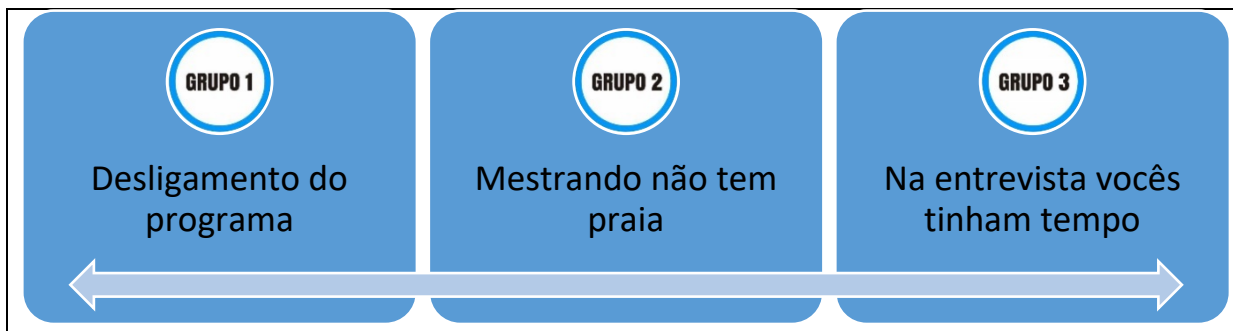 GRUPO 1
Desligamento do
programa
GRUPO 2
Mestrando não tem
praia
GRUPO 3
Na entrevista vocês
tinham tempo